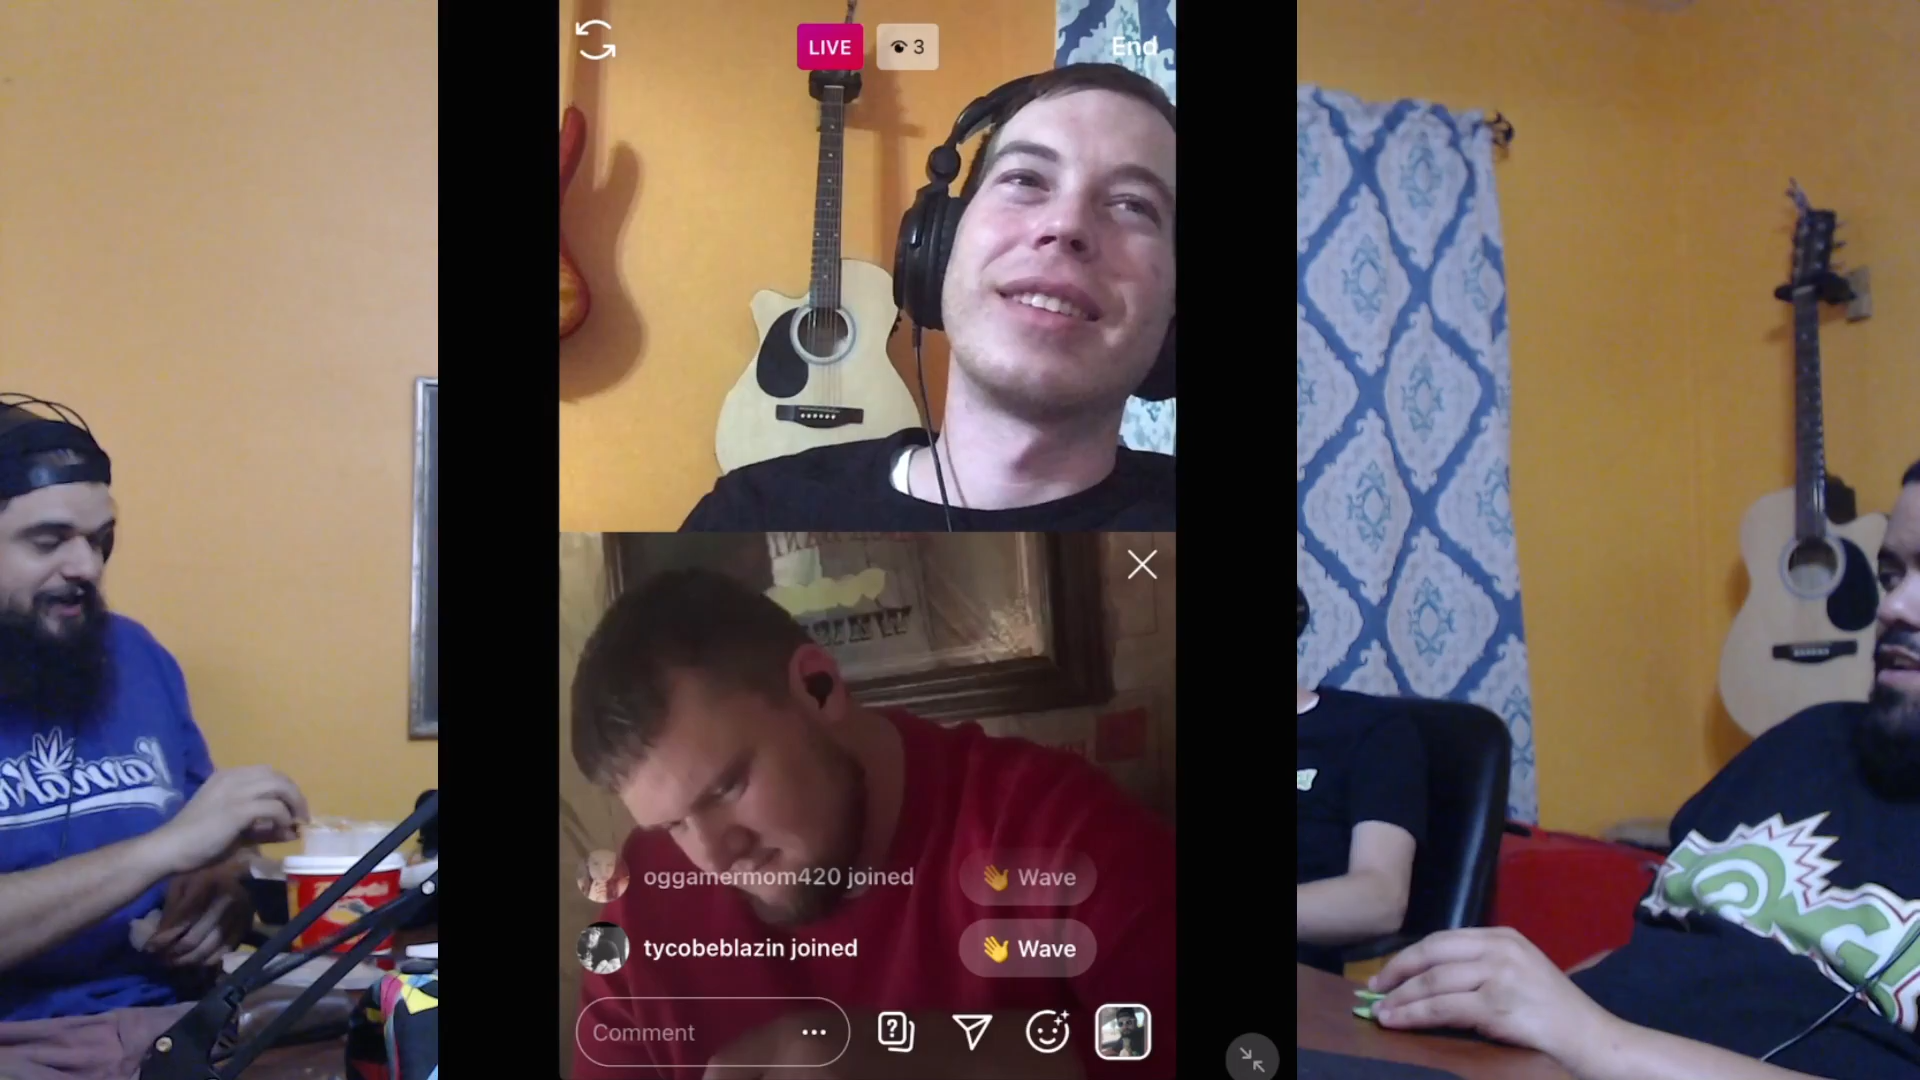 LIVE
3
End
oggamermom420 joined
Wave
tycobeblazin joined
Wave
Comment